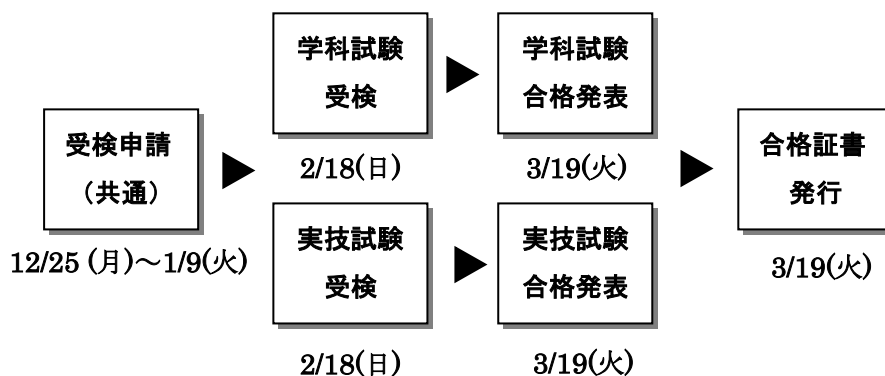 受検申請
（共通）
12/25 (月)～1/9(火)
学科試験
受検
2/18(日)
学科試験
合格発表
3/19(火)
実技試験
受検
2/18(日)
実技試験
合格発表
3/19(火)
合格証書
発行
3/19(火)